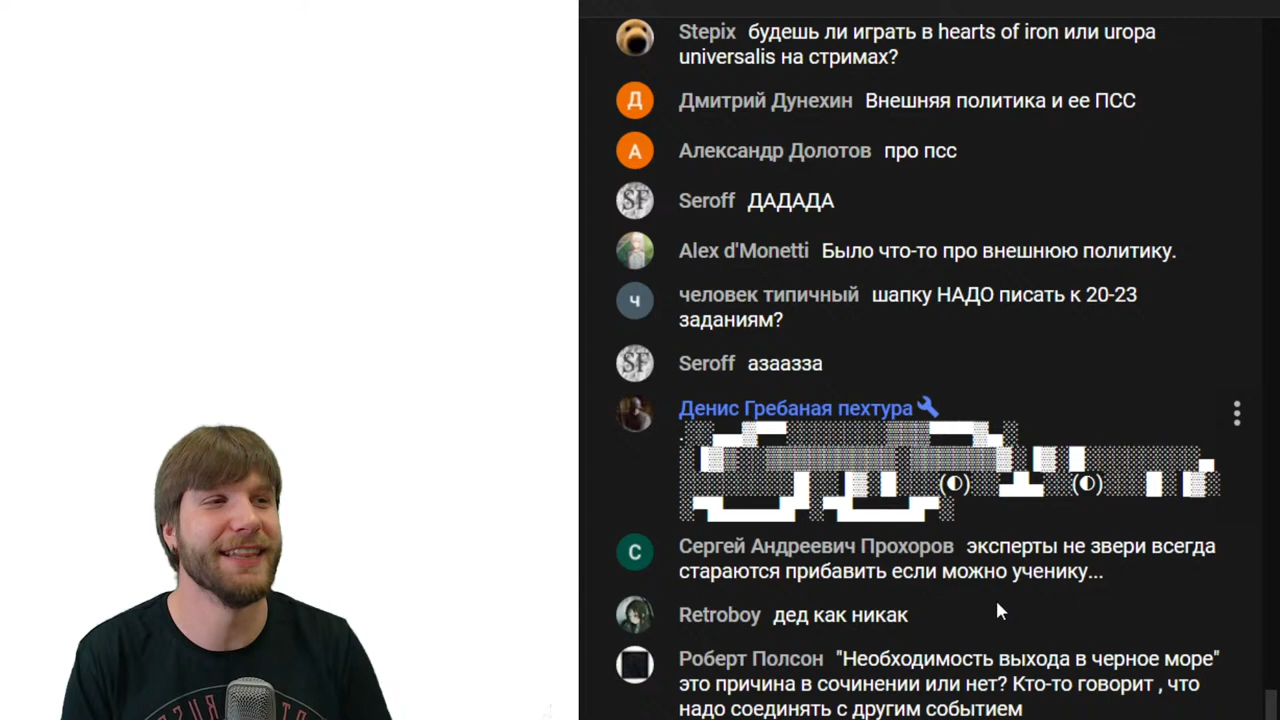 Stepix будешь ли играть в hearts of iron или uropa
universalis на стримах?
Д
Дмитрий Дунехин Внешняя политика и ее ПСС
А
Александр Долотов про псс
SF
Seroff ДАДАДА
Alex d'Monetti Было что-то про внешнюю политику.
ч
человек типичный шапку НАДО писать к 20-23
заданиям?
SF
Seroff азаазза
Денис Гребаная пехтура
С
Сергей Андреевич Прохоров эксперты не звери всегда
стараются прибавить если можно ученику...
Retroboy дед как никак
Роберт Полсон "Необходимость выхода в черное море"
это причина в сочинении или нет? Кто-то говорит , что
надо соединять с другим событием